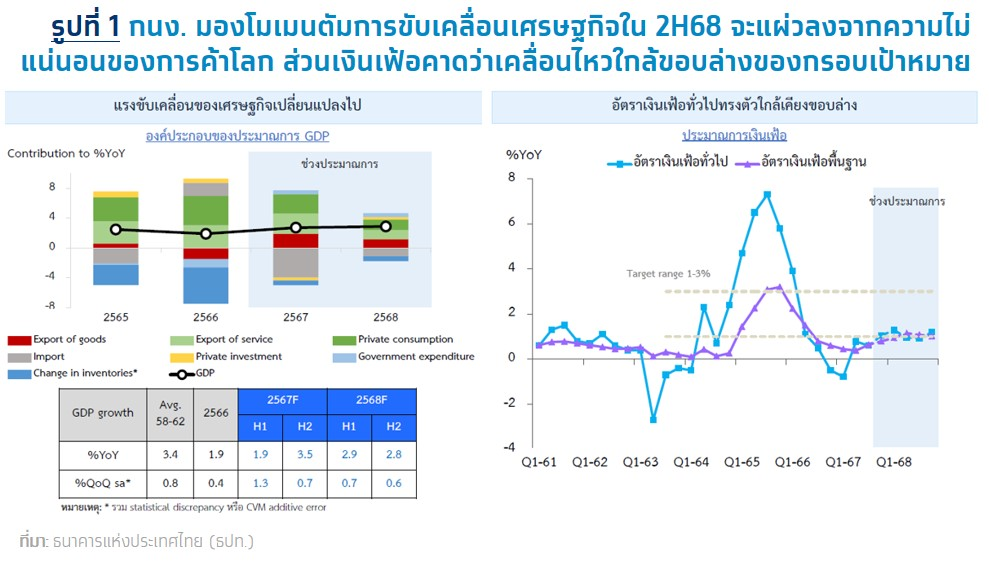 รูปที่ 1 กนง. มองโมเมนตัมการขับเคลื่อนเศรษฐกิจใน 2H68 จะแผ่วลงจากความไม่
แน่นอนของการค้าโลก ส่วนเงินเฟ้อคาดว่าเคลื่อนไหวใกล้ขอบล่างของกรอบเป้าหมาย
แรงขับเคลื่อนของเศรษฐกิจเปลี่ยนแปลงไป
องค์ประกอบของประมาณการ GDP
Contribution to %YoY
ช่วงประมาณการ
8
4
0
-4
-8
2565 2566 2567 2568
Export of goods Export of service Private consumption
Import Private investment Government expenditure
Change in inventories* GDP
GDP growth Avg. 58-62 2566 2567F 2568F
H1 H2 H1 H2
%YoY 3.4 1.9 1.9 3.5 2.9 2.8
%QoQ sa* 0.8 0.4 1.3 0.7 0.7 0.6
หมายเหตุ: * รวม statistical discrepancy หรือ CVM additive error
อัตราเงินเฟ้อทั่วไปทรงตัวใกล้เคียงขอบล่าง
ประมาณการเงินเฟ้อ
%YoY
อัตราเงินเฟ้อทั่วไป อัตราเงินเฟ้อพื้นฐาน
8
ช่วงประมาณการ
6
4
Target range 1-3%
2
0
-2
-4
Q1-61 Q1-62 Q1-63 Q1-64 Q1-65 Q1-66 Q1-67 Q1-68
ที่มา: ธนาคารแห่งประเทศไทย (ธปท.)